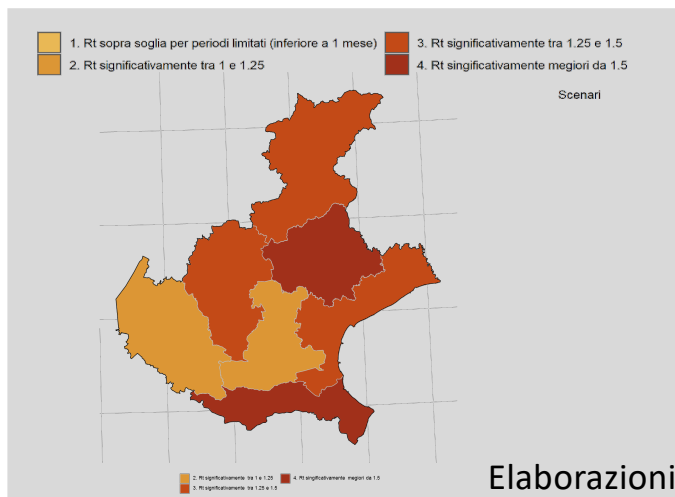 1. Rt sopra soglia per periodi limitati (inferiore a 1 mese)
2. Rt significativamente tra 1 e 1.25
3. Rt significativamente tra 1.25 e 1.5
4. Rt singificativamente megiori da 1.5
Scenari
2. Rt significativamente tra 1 e 1.25
3. Rt significativamente tra 1.25 e 1.5
4. Rt singificativamente megiori da 1.5
Elaborazioni